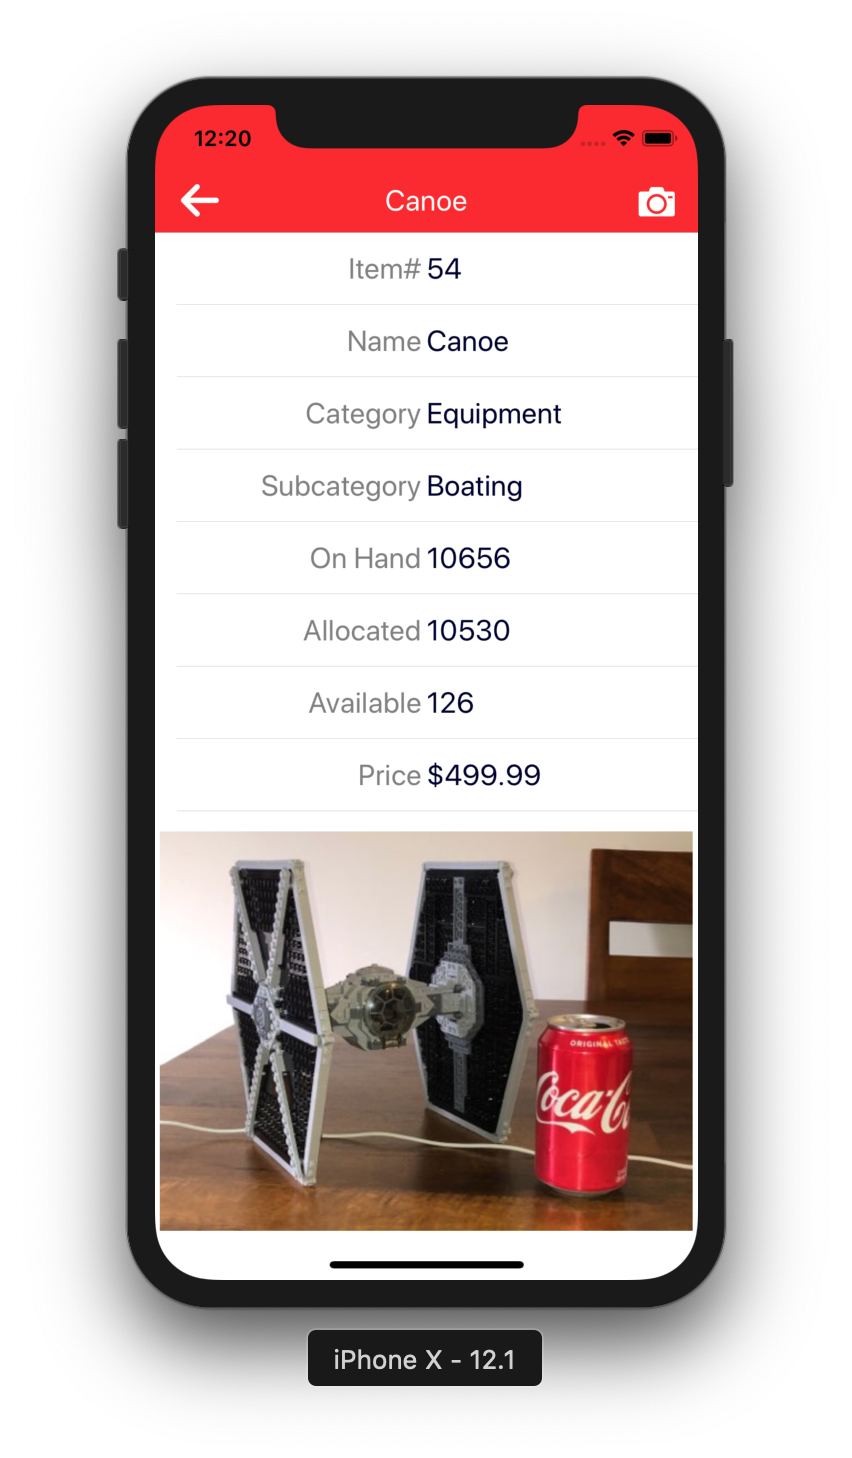 12:20
Canoe
Item# 54
Name Canoe
Category Equipment
Subcategory Boating
On Hand 10656
Allocated 10530
Available 126
Price $499.99
ORIGINAL
Coca-C
iPhone X - 12.1